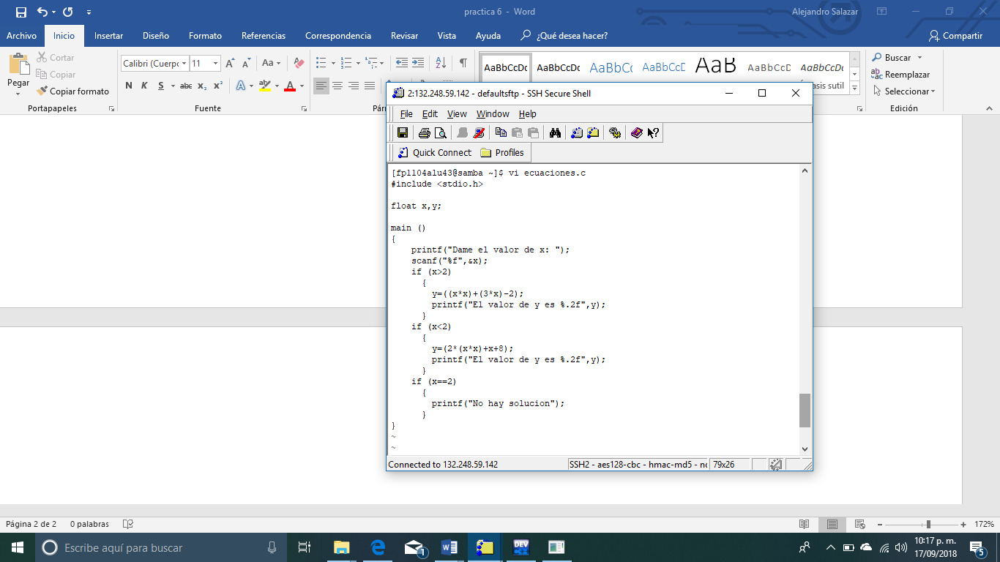 practica 6 - Word
Alejandro Salazar
Archivo Inicio Insertar Diseño Formato Referencias Correspondencia Revisar Vista Ayuda ¿Qué desea hacer? Compartir
Pegar
Cortar
Copiar
Copiar formato
Portapapeles
Calibri (Cuerpo 11
N K S abc x₂ x²
Fuente
AaBbCcDc AaBbCcDc AaBbCc AaBbCcD AaB AaBbCcD AaBbCcDc
asis sutil
Buscar
Reemplazar
Seleccionar
Edición
2:132.248.59.142 - defaultsftp - SSH Secure Shell
File Edit View Window Help
Quick Connect Profiles
[fp1104alu43@samba ~]$ vi ecuaciones.c
#include <stdio.h>
float x,y;
main ()
{
    printf("Dame el valor de x: ");
    scanf("%f",&x);
    if (x>2)
      {
        y=((x*x)+(3*x)-2);
        printf("El valor de y es %.2f",y);
      }
    if (x<2)
      {
        y=(2*(x*x)+x+8);
        printf("El valor de y es %.2f",y);
      }
    if (x==2)
      {
        printf("No hay solucion");
      }
}
~
~
Connected to 132.248.59.142 SSH2 - aes128-cbc - hmac-md5 - nc 79x26
Página 2 de 2 0 palabras 172%
Escribe aquí para buscar
10:17 p. m.
17/09/2018